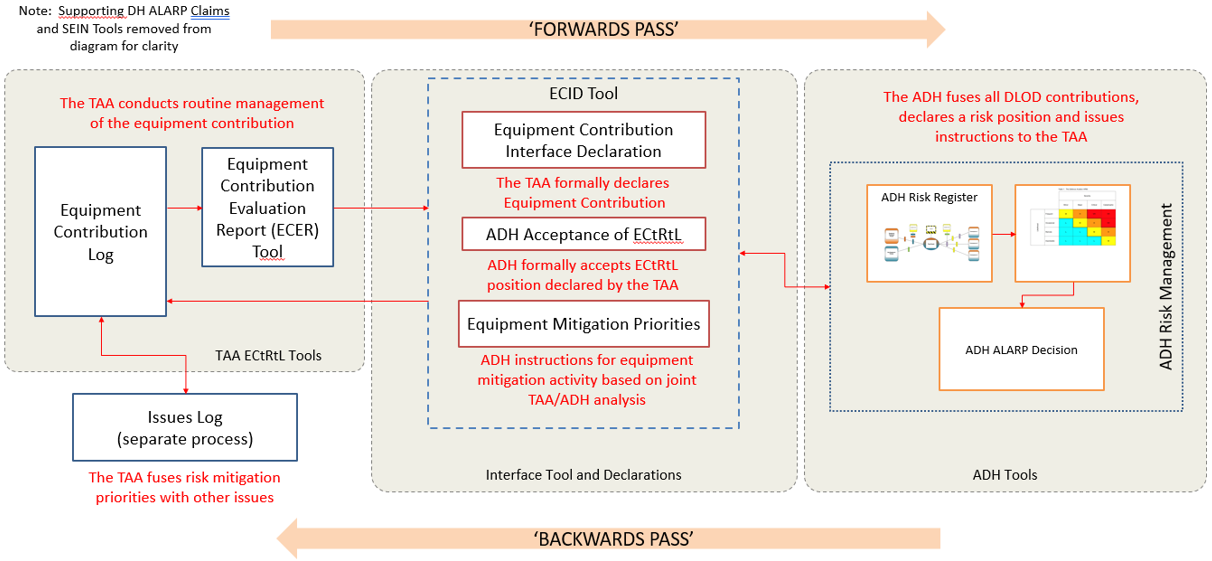 Note:  Supporting DH ALARP Claims
and SEIN Tools removed from
diagram for clarity
‘FORWARDS PASS’
The TAA conducts routine management
of the equipment contribution
Equipment
Contribution
Log
Equipment
Contribution
Evaluation
Report (ECER)
Tool
TAA ECtRtL Tools
Issues Log
(separate process)
The TAA fuses risk mitigation
priorities with other issues
ECID Tool
Equipment Contribution
Interface Declaration
The TAA formally declares
Equipment Contribution
ADH Acceptance of ECtRtL
ADH formally accepts ECtRtL
position declared by the TAA
Equipment Mitigation Priorities
ADH instructions for equipment
mitigation activity based on joint
TAA/ADH analysis
Interface Tool and Declarations
The ADH fuses all DLOD contributions,
declares a risk position and issues
instructions to the TAA
ADH Risk Register
ADH ALARP Decision
ADH Risk Management
ADH Tools
‘BACKWARDS PASS’